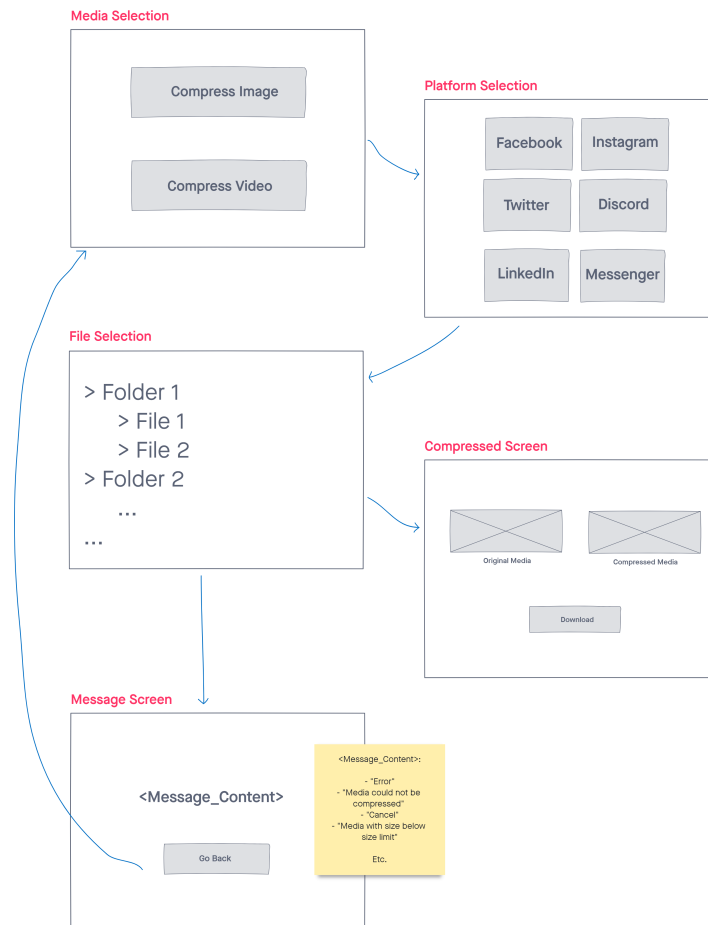 Media Selection
Compress Image
Compress Video
Platform Selection
Facebook
Instagram
Twitter
Discord
LinkedIn
Messenger
File Selection
> Folder 1
> File 1
> File 2
> Folder 2
...
...
Compressed Screen
Original Media
Compressed Media
Download
Message Screen
<Message_Content>
Go Back
<Message_Content>:
- "Error"
- "Media could not be
compressed"
- "Cancel"
- "Media with size below
size limit"
Etc.